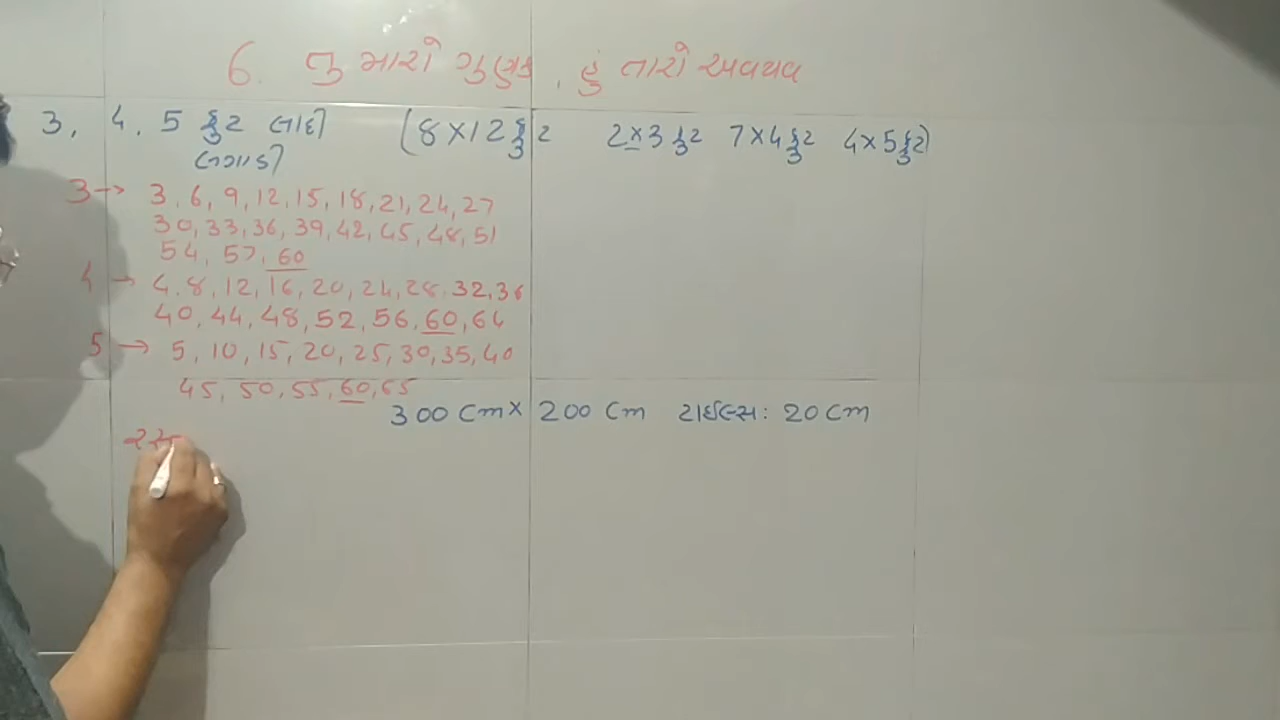 6. તુ મારો ગુણક, હું તારો અવયવ
3, 4, 5 ફુટ લાદી (8×12 ફુટ 2×3 ફુટ 7×4 ફુટ 4×5 ફુટ)
લગાડી
3→ 3, 6, 9, 12, 15, 18, 21, 24, 27
30, 33, 36, 39, 42, 45, 48, 51
54, 57, 60
4→ 4, 8, 12, 16, 20, 24, 28, 32, 36
40, 44, 48, 52, 56, 60, 64
5→ 5, 10, 15, 20, 25, 30, 35, 40
45, 50, 55, 60, 65
300 cm × 200 cm ટાઈલ્સ: 20 cm